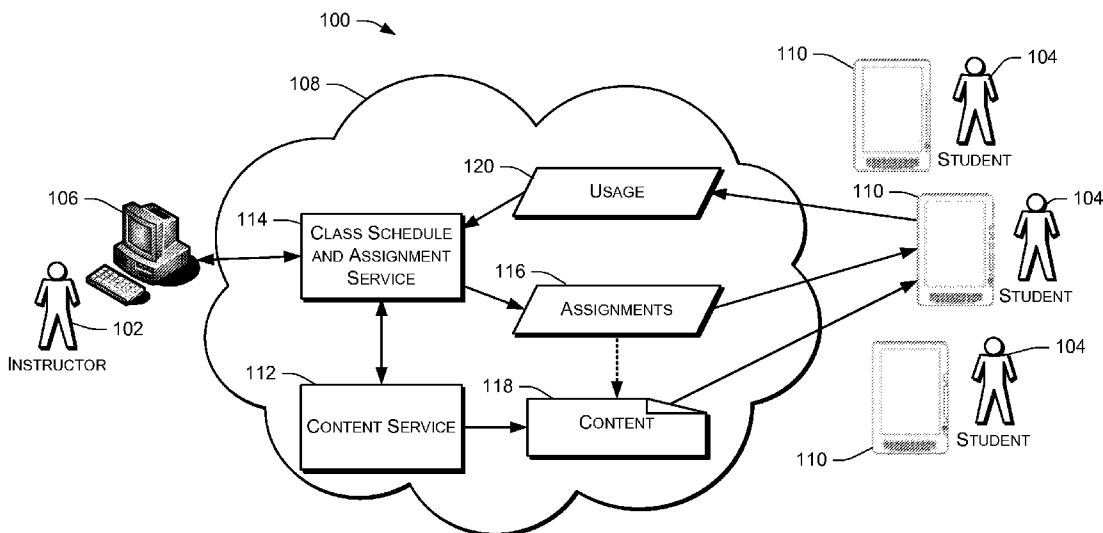 100
110
104
108
STUDENT
120
USAGE
110
104
106
114
CLASS SCHEDULE
AND ASSIGNMENT
SERVICE
116
ASSIGNMENTS
STUDENT
102
INSTRUCTOR
112
CONTENT SERVICE
118
CONTENT
104
110
STUDENT